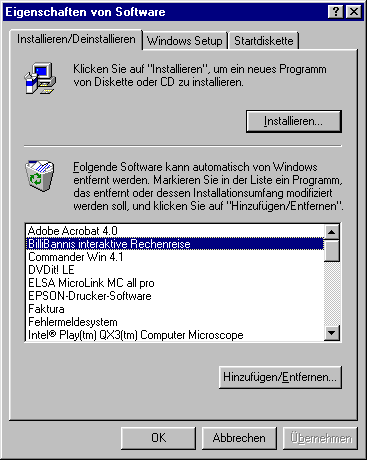 Eigenschaften von Software
Installieren/Deinstallieren
Windows Setup
Startdiskette
Klicken Sie auf "Installieren", um ein neues Programm
von Diskette oder CD zu installieren.
Installieren...
Folgende Software kann automatisch von Windows
entfernt werden. Markieren Sie in der Liste ein Programm,
das entfernt oder dessen Installationsumfang modifiziert
werden soll, und klicken Sie auf "Hinzufügen/Entfernen".
Adobe Acrobat 4.0
BilliBannis interaktive Rechenreise
Commander Win 4.1
DVDit! LE
ELSA MicroLink MC all pro
EPSON-Drucker-Software
Faktura
Fehlermeldesystem
Intel® Play(tm) QX3(tm) Computer Microscope
Hinzufügen/Entfernen...
OK
Abbrechen
Übernehmen